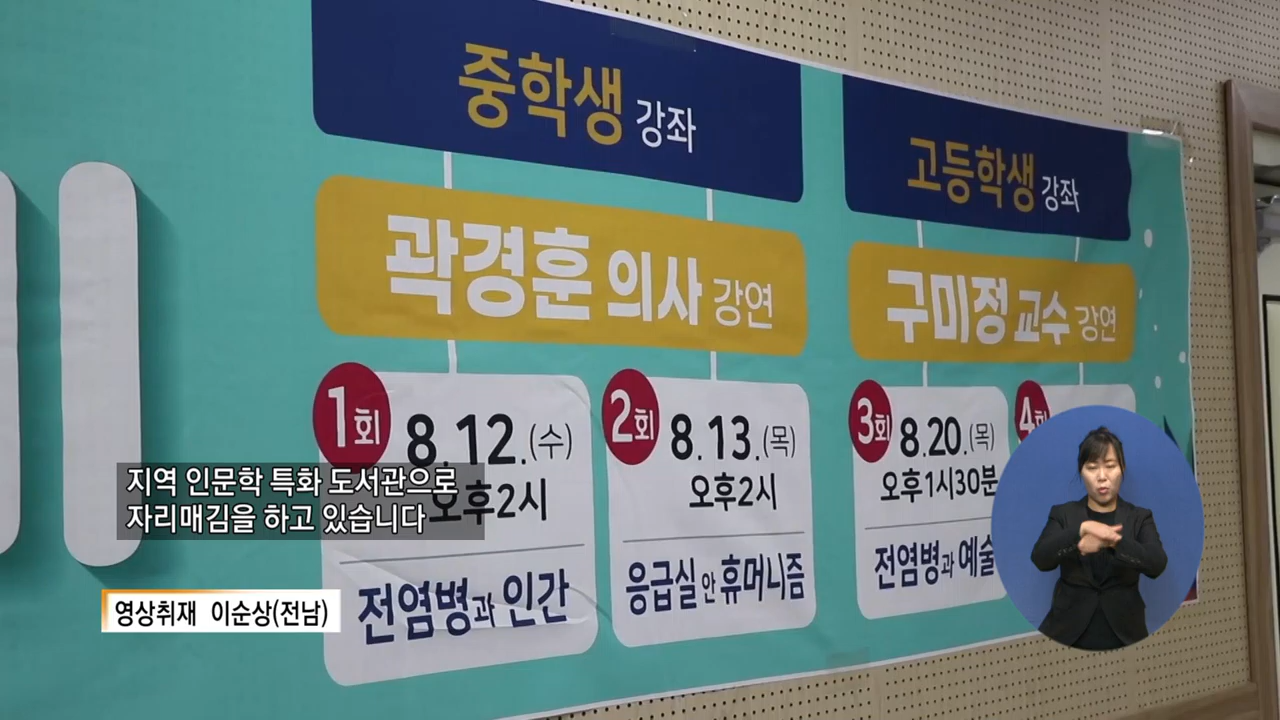 중학생 강좌
고등학생 강좌
곽경훈 의사 강연
구미정 교수 강연
1회 8.12.(수)
오후2시
전염병과 인간
2회 8.13.(목)
오후2시
응급실 안 휴머니즘
3회 8.20.(목)
오후1시30분
전염병과 예술
4회
지역 인문학 특화 도서관으로
자리매김을 하고 있습니다
영상취재 이순상(전남)